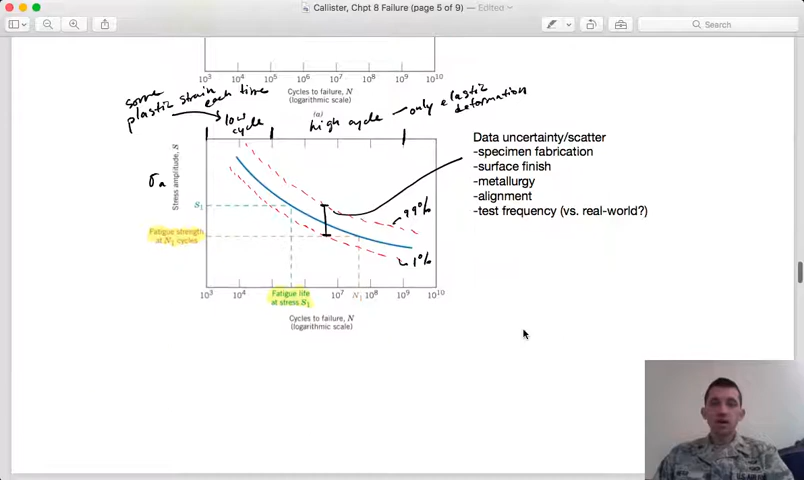 Callister, Chpt 8 Failure (page 5 of 9) — Edited
Search
10³ 10⁴ 10⁵ 10⁶ 10⁷ 10⁸ 10⁹ 10¹⁰
Cycles to failure, N
(logarithmic scale)
(a)
some
plastic strain
each time
low
cycle
high cycle
only elastic
deformation
Stress amplitude, S
σa
S₁
Fatigue strength
at N₁ cycles
99%
1%
10³ 10⁴
Fatigue life
at stress S₁
10⁷ N₁ 10⁸ 10⁹ 10¹⁰
Cycles to failure, N
(logarithmic scale)
Data uncertainty/scatter
-specimen fabrication
-surface finish
-metallurgy
-alignment
-test frequency (vs. real-world?)